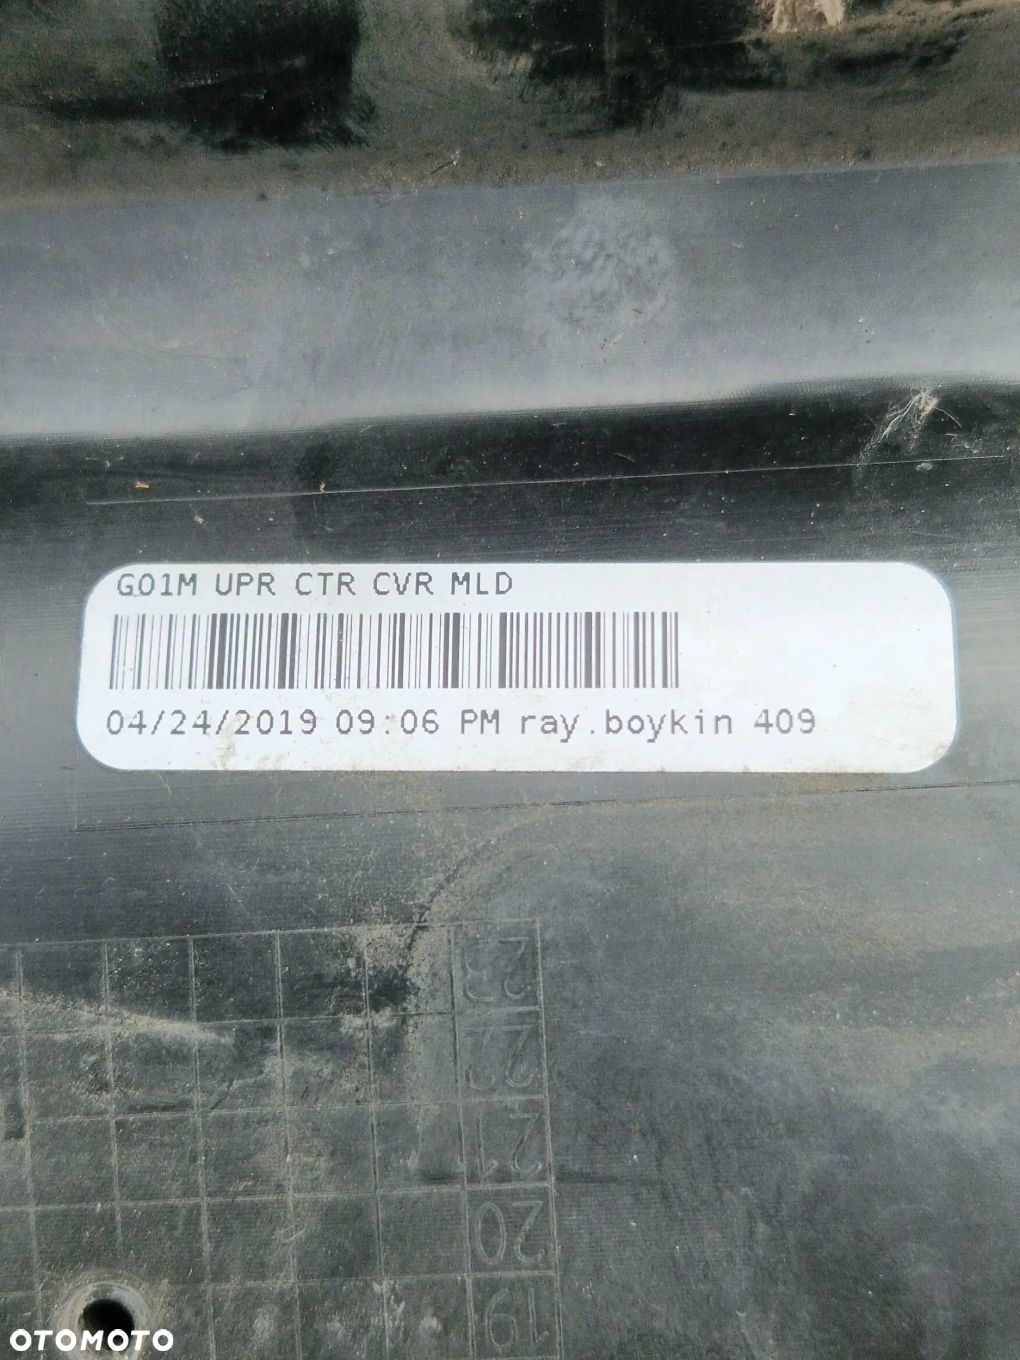 G01M UPR CTR CVR MLD
04/24/2019 09:06 PM ray.boykin 409
23
22
21
20
19
OTOMOTO